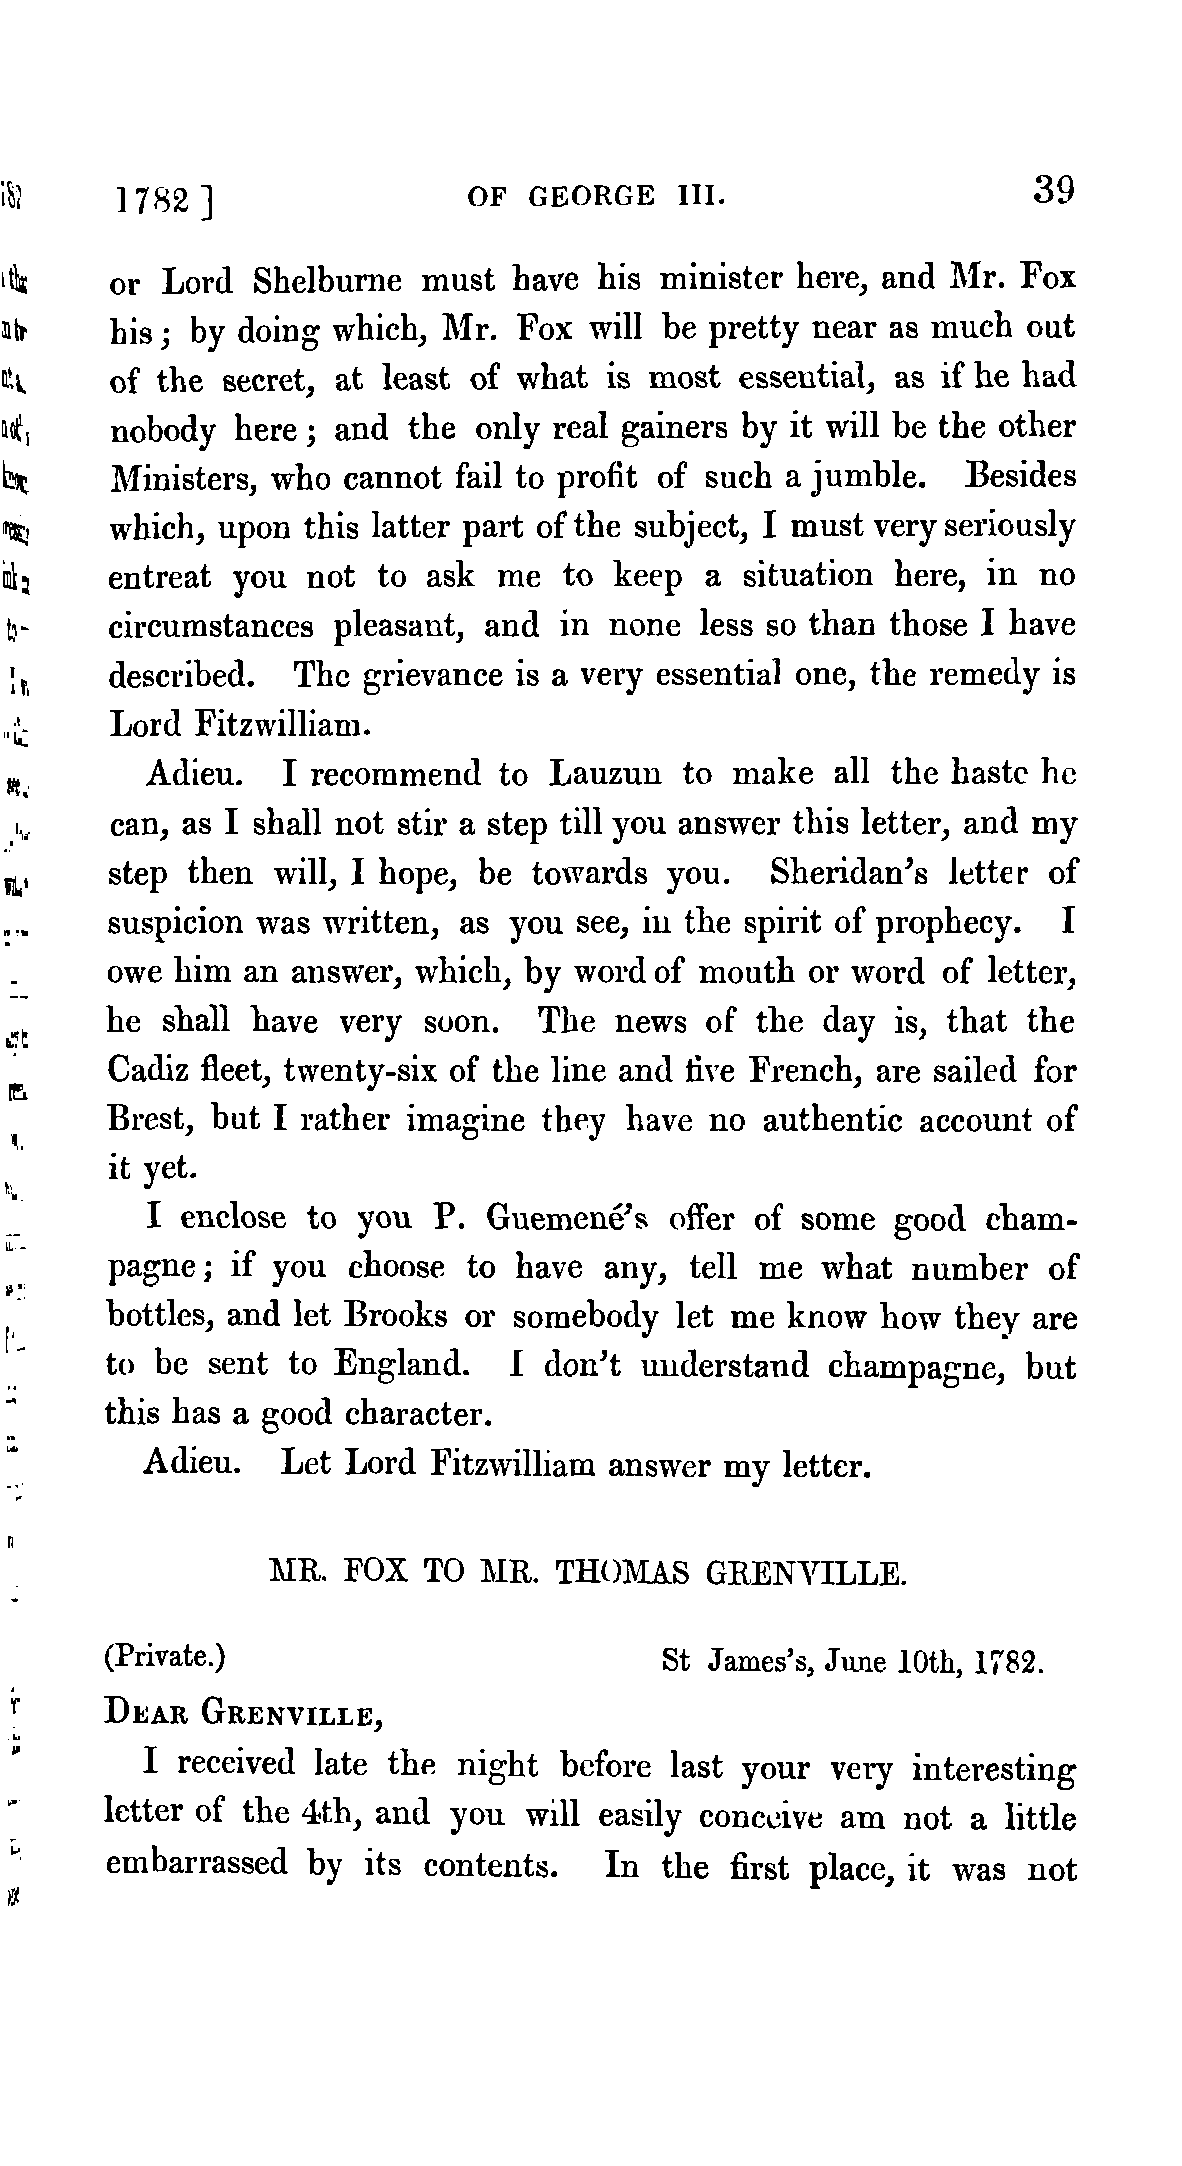 1782 ] OF GEORGE III. 39
or Lord Shelburne must have his minister here, and Mr. Fox
his; by doing which, Mr. Fox will be pretty near as much out
of the secret, at least of what is most essential, as if he had
nobody here; and the only real gainers by it will be the other
Ministers, who cannot fail to profit of such a jumble. Besides
which, upon this latter part of the subject, I must very seriously
entreat you not to ask me to keep a situation here, in no
circumstances pleasant, and in none less so than those I have
described. The grievance is a very essential one, the remedy is
Lord Fitzwilliam.
Adieu. I recommend to Lauzun to make all the haste he
can, as I shall not stir a step till you answer this letter, and my
step then will, I hope, be towards you. Sheridan's letter of
suspicion was written, as you see, in the spirit of prophecy. I
owe him an answer, which, by word of mouth or word of letter,
he shall have very soon. The news of the day is, that the
Cadiz fleet, twenty-six of the line and five French, are sailed for
Brest, but I rather imagine they have no authentic account of
it yet.
I enclose to you P. Guemené's offer of some good cham-
pagne; if you choose to have any, tell me what number of
bottles, and let Brooks or somebody let me know how they are
to be sent to England. I don't understand champagne, but
this has a good character.
Adieu. Let Lord Fitzwilliam answer my letter.
MR. FOX TO MR. THOMAS GRENVILLE.
(Private.) St James's, June 10th, 1782.
DEAR GRENVILLE,
I received late the night before last your very interesting
letter of the 4th, and you will easily conceive am not a little
embarrassed by its contents. In the first place, it was not